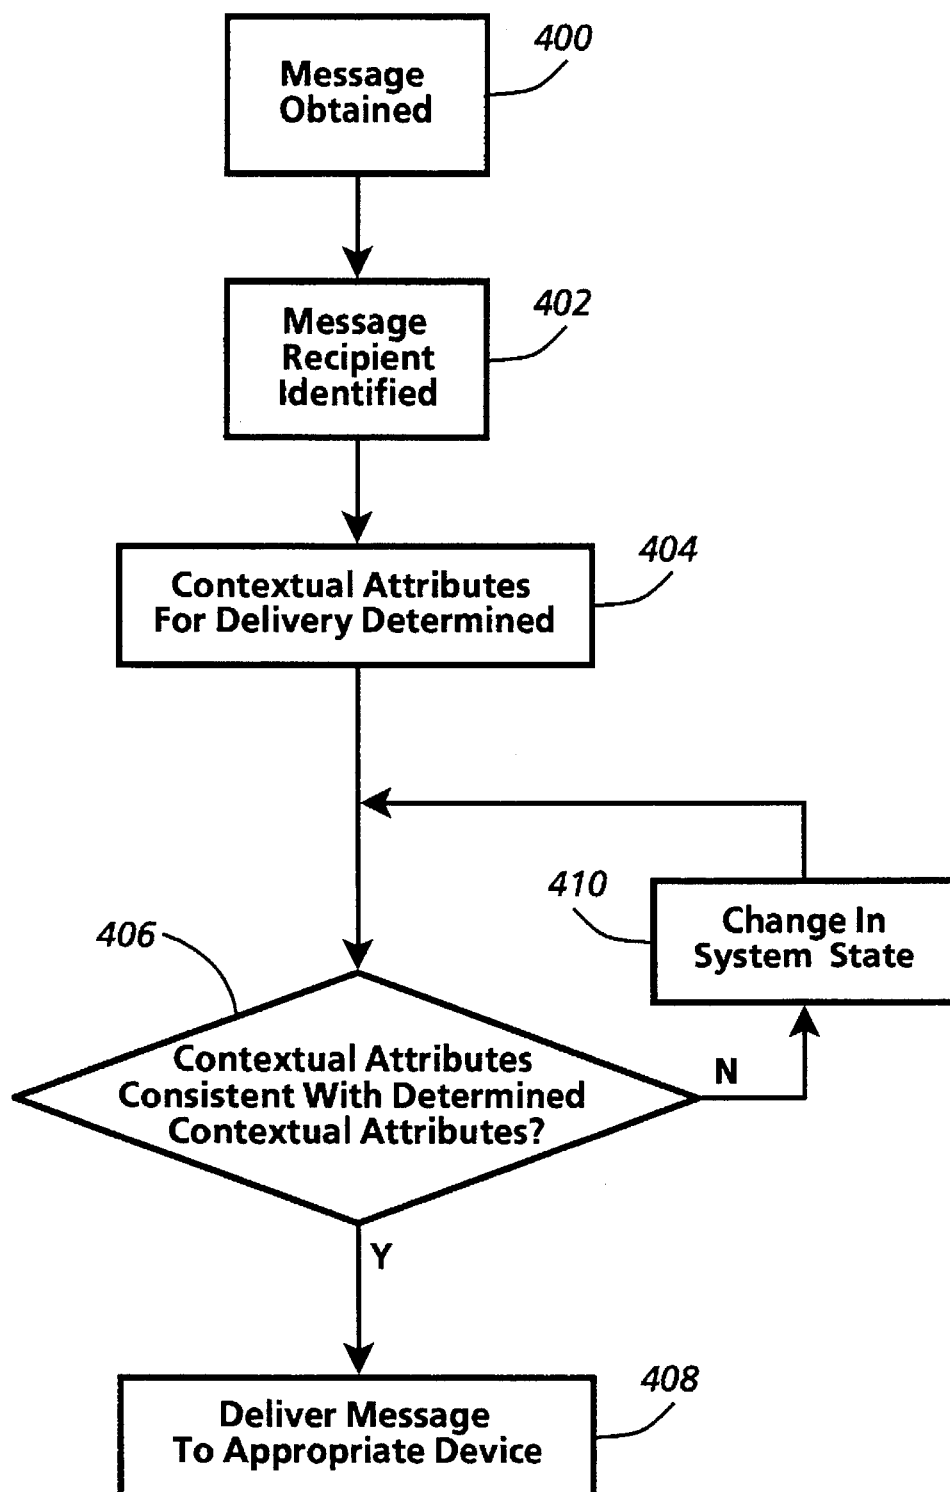 400
Message
Obtained
402
Message
Recipient
Identified
404
Contextual Attributes
For Delivery Determined
410
Change In
System State
406
Contextual Attributes
Consistent With Determined
Contextual Attributes?
N
Y
408
Deliver Message
To Appropriate Device